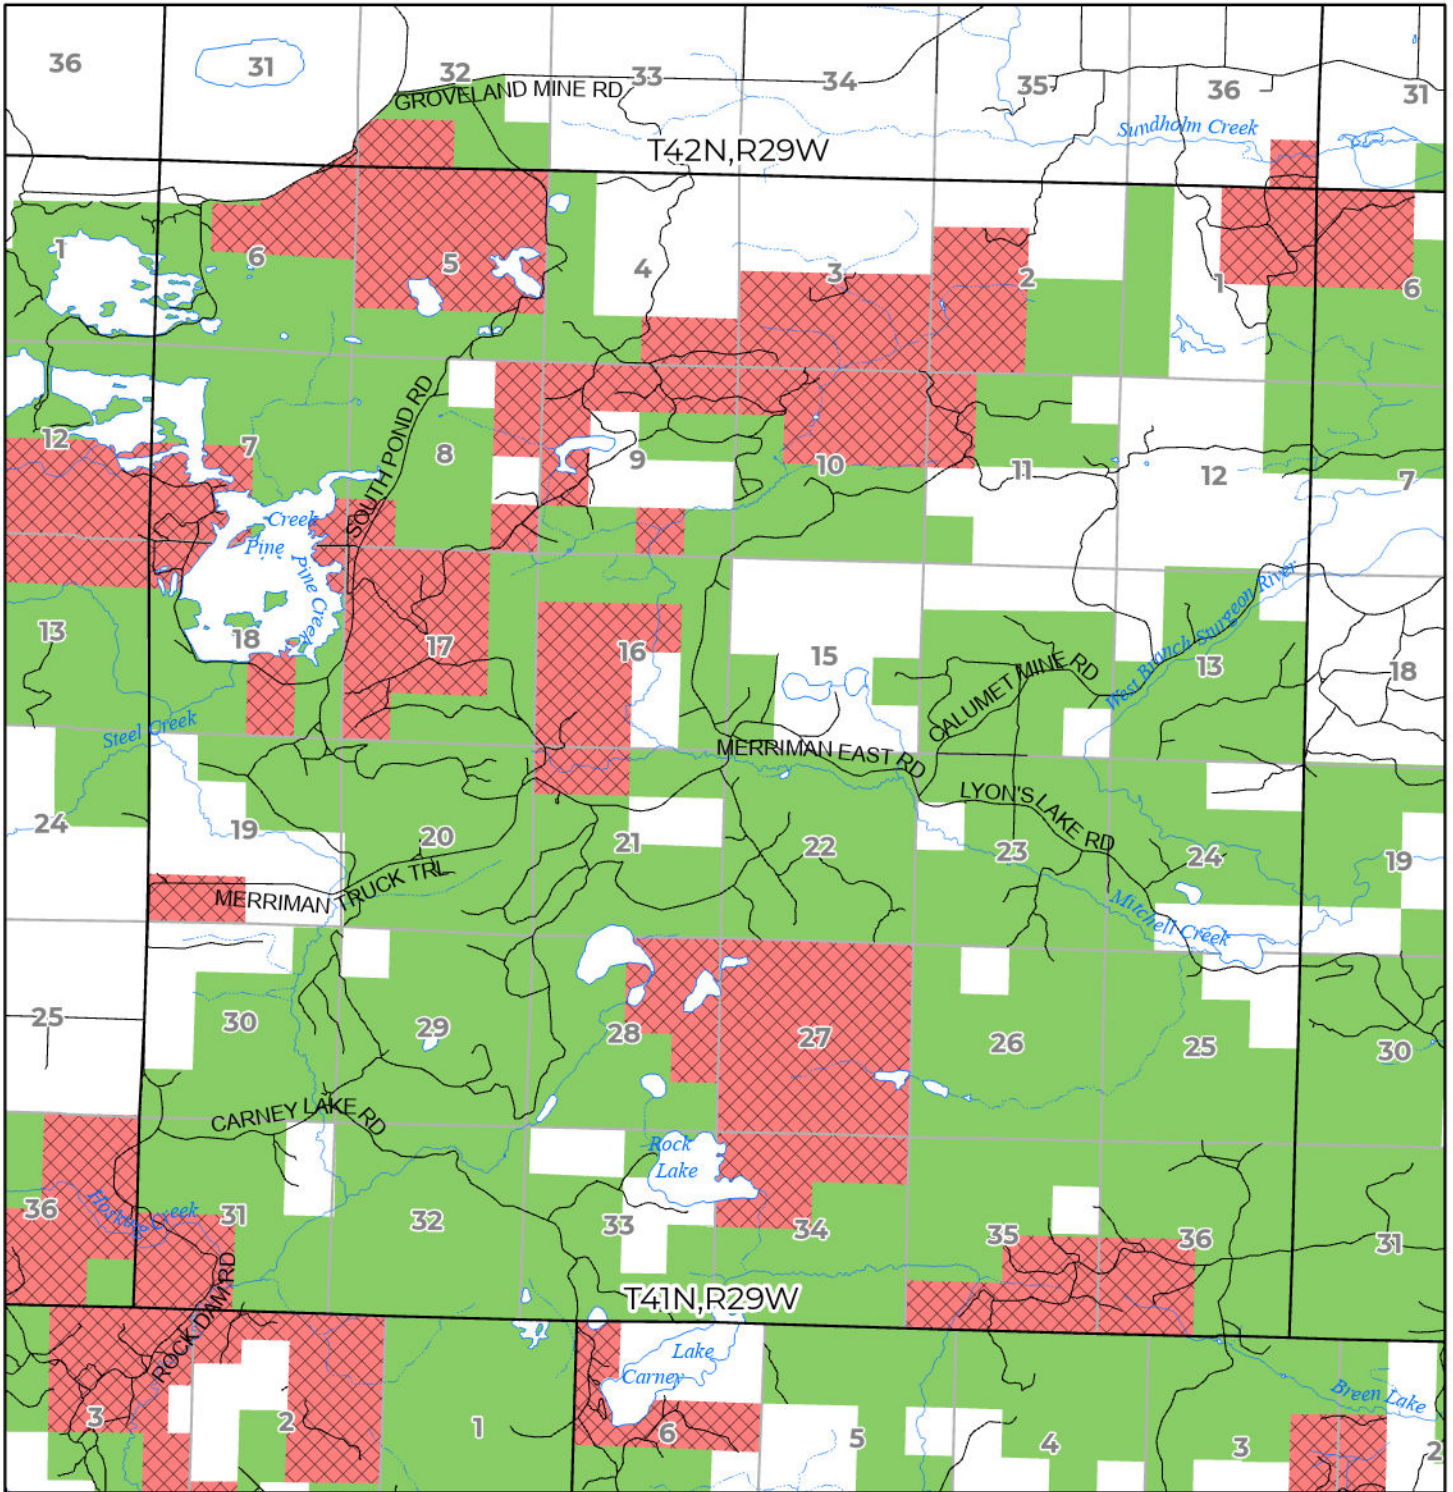 36
31
32
33
34
35
36
31
GROVELAND MINE RD
Sundholm Creek
T42N,R29W
1
6
5
4
3
2
1
6
SOUTH POND RD
12
7
8
9
10
11
12
7
Creek
Pine
Pine Creek
West Branch Sturgeon River
13
18
17
16
15
CALUMET MINE RD
13
18
Steel Creek
MERRIMAN EAST RD
LYON'S LAKE RD
24
19
20
21
22
23
24
19
MERRIMAN TRUCK TRL
Mitchell Creek
25
30
29
28
27
26
25
30
CARNEY LAKE RD
Rock
Lake
36
Hosking Creek
31
32
33
34
35
36
31
ROCK DAM RD
T41N,R29W
Lake
Carney
Breen Lake
3
2
1
6
5
4
3
2